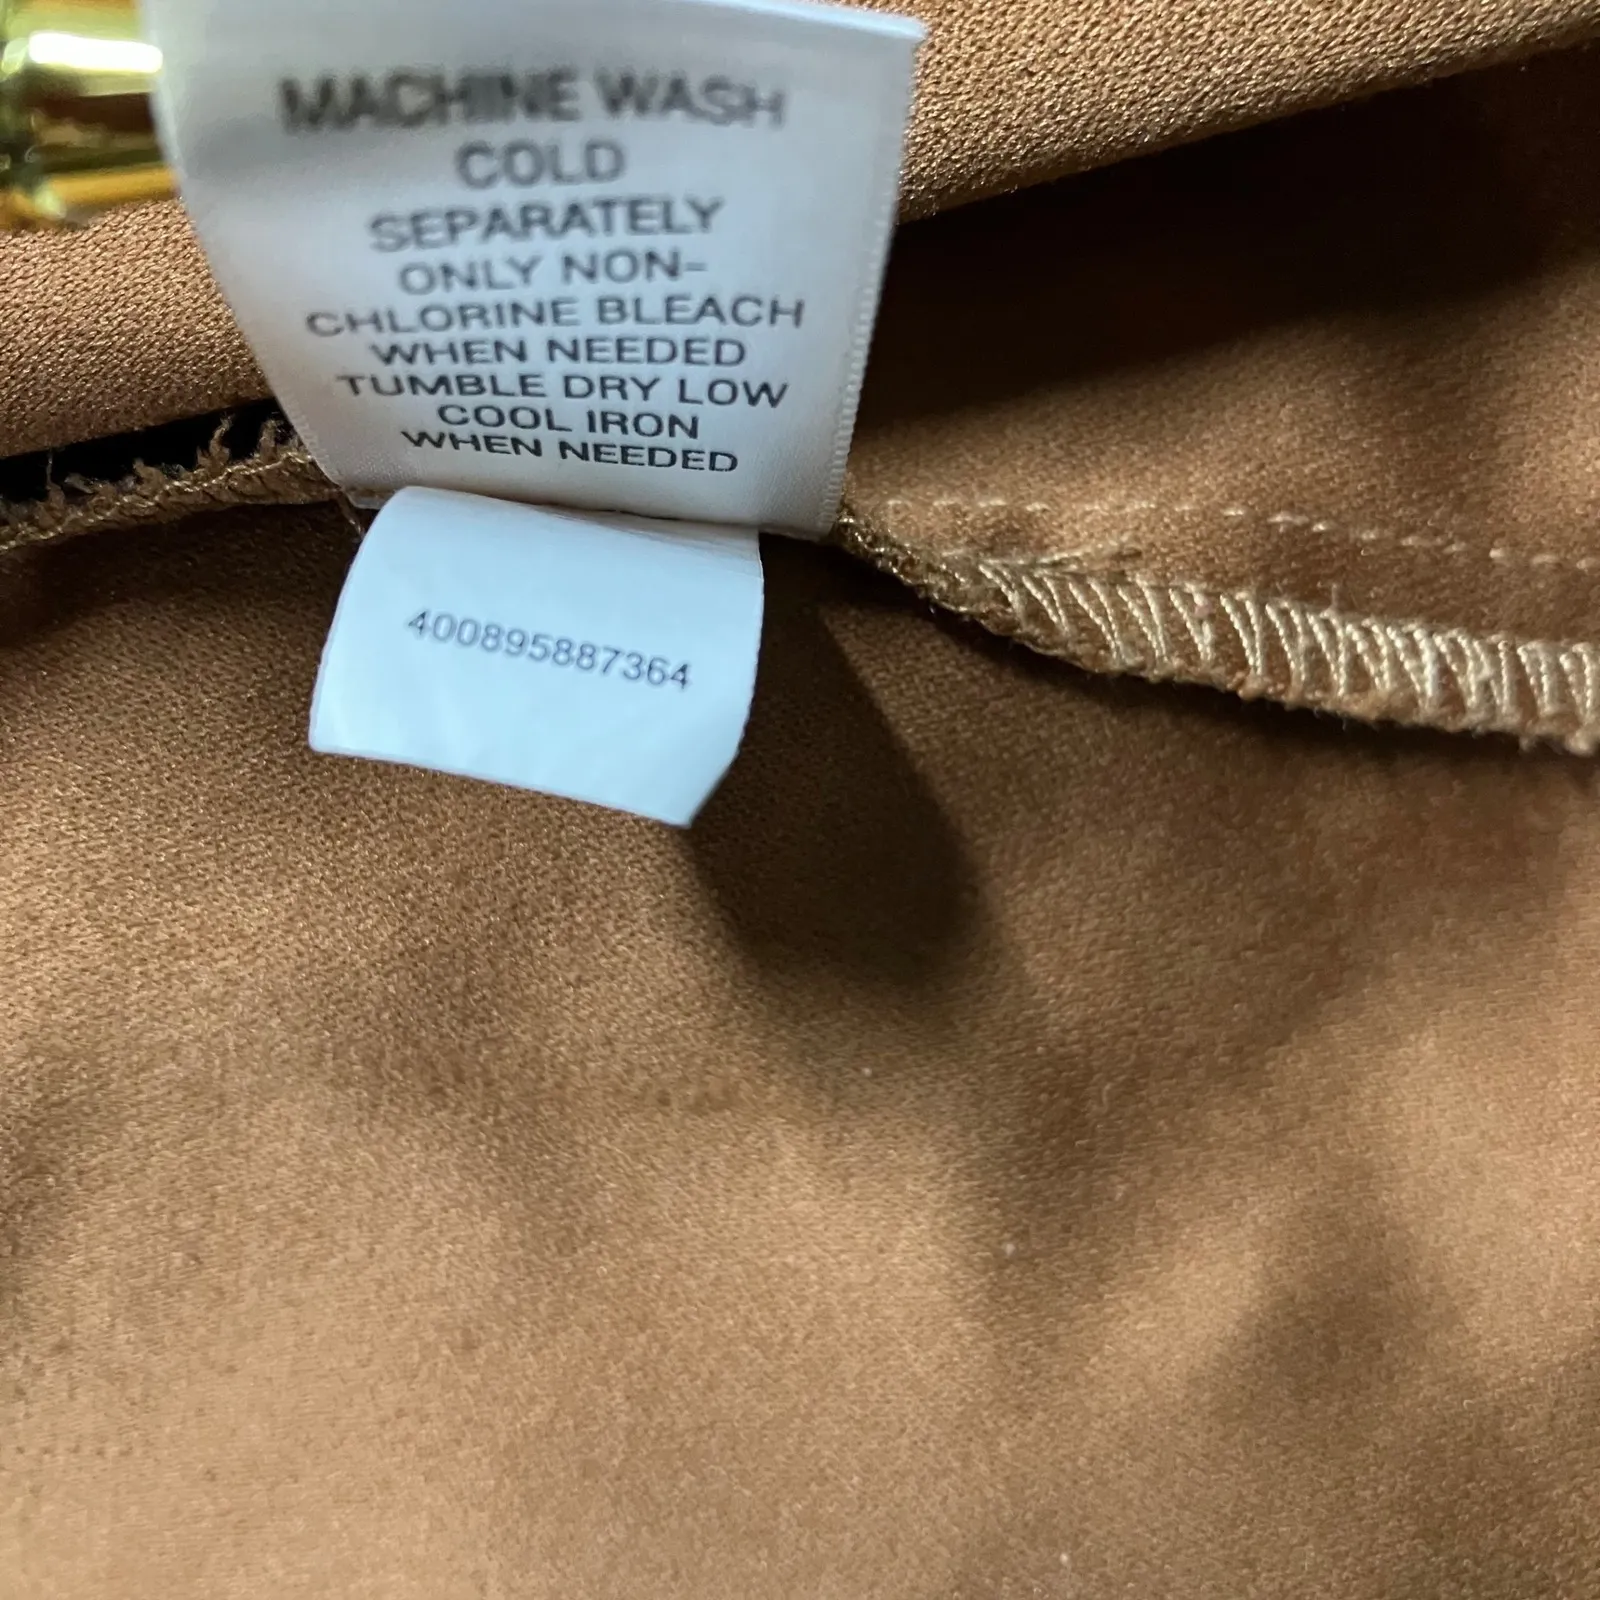 MACHINE WASH
COLD
SEPARATELY
ONLY NON-
CHLORINE BLEACH
WHEN NEEDED
TUMBLE DRY LOW
COOL IRON
WHEN NEEDED
400895887364